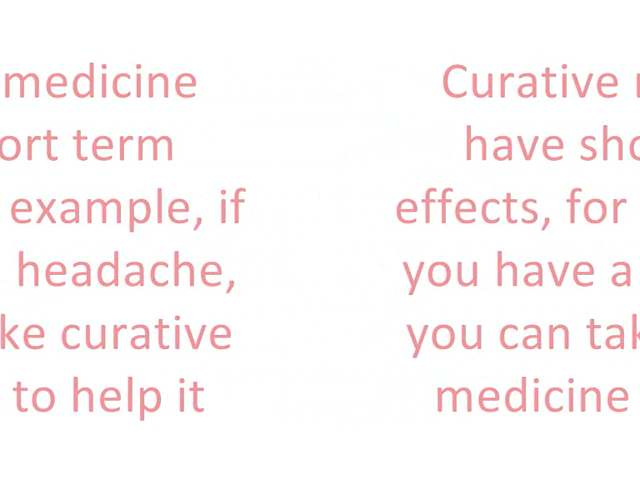 medicine
ort term
example, if
headache,
ke curative
to help it
Curative
have sho
effects, for
you have a
you can tak
medicine